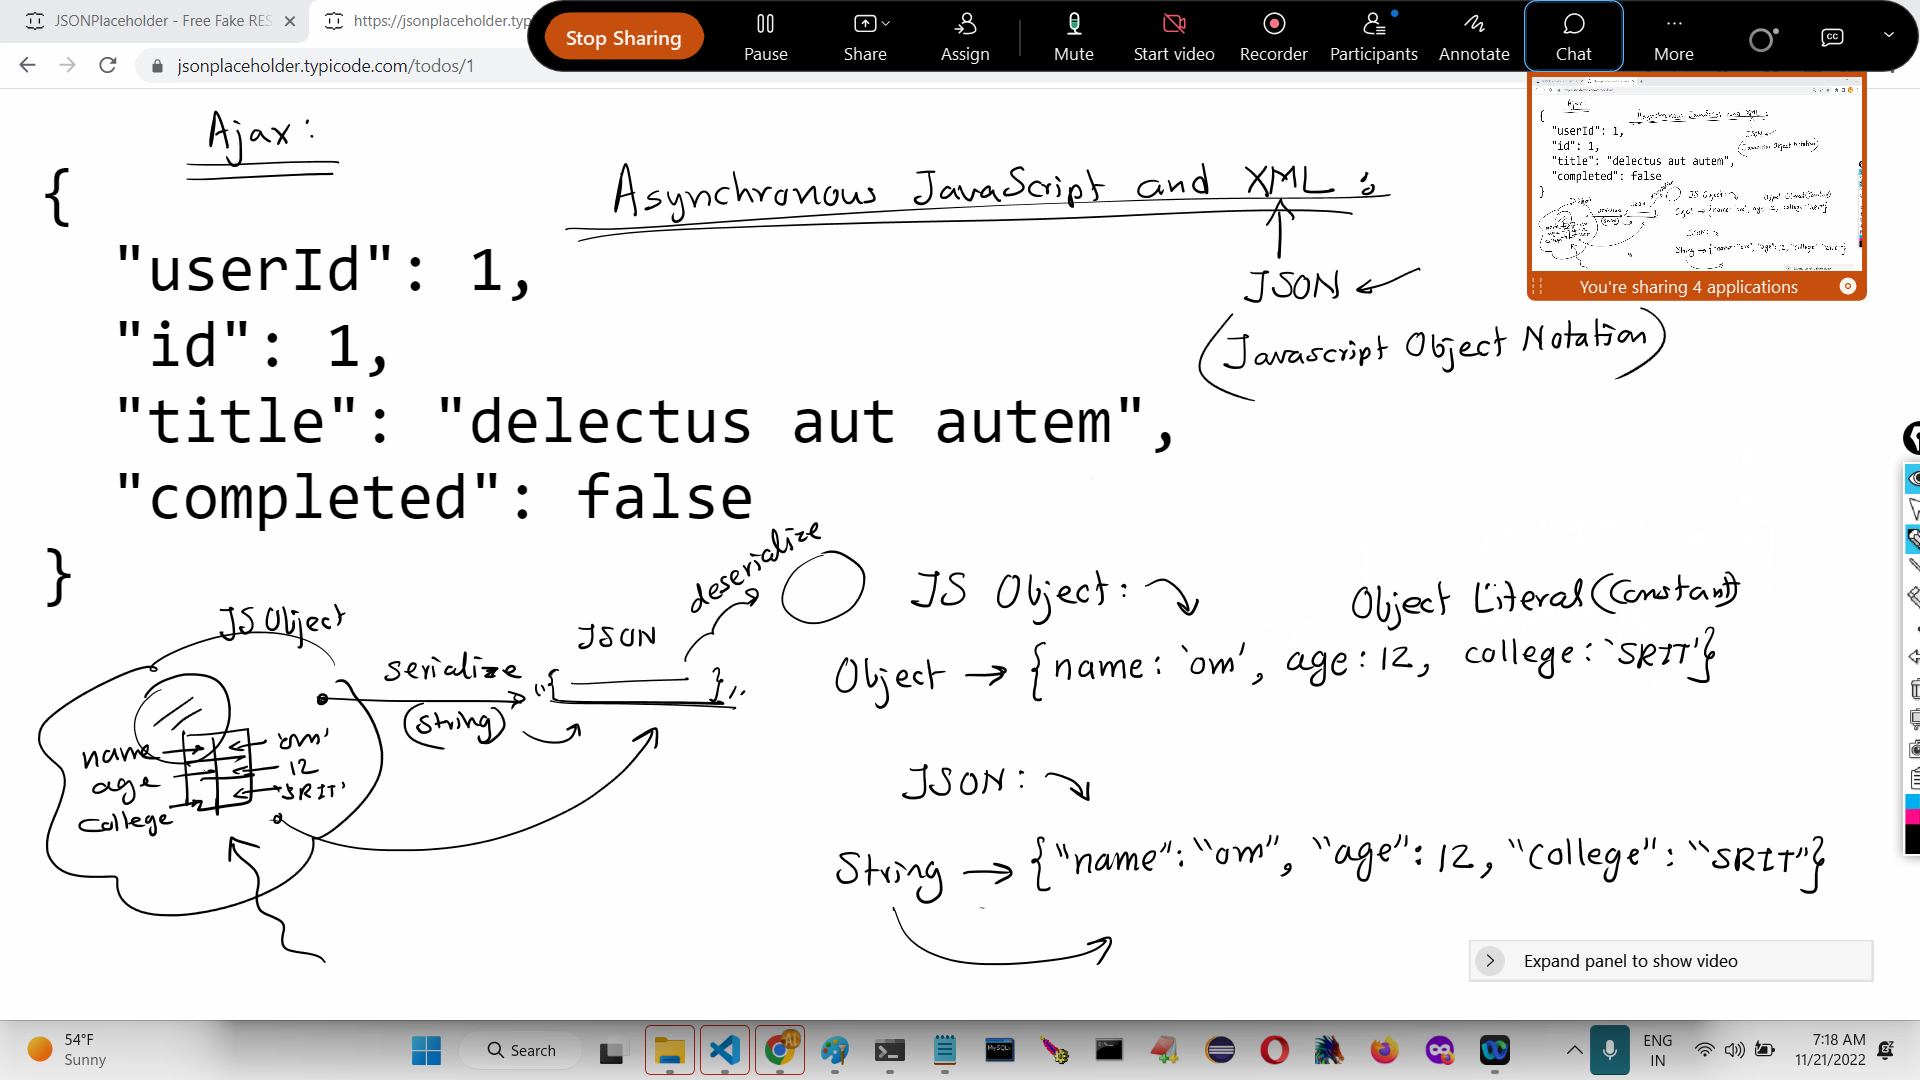 JSONPlaceholder - Free Fake RES
https://jsonplaceholder.typ
Stop Sharing
Pause
Share
Assign
Mute
Start video
Recorder
Participants
Annotate
Chat
More
CC
jsonplaceholder.typicode.com/todos/1
You're sharing 4 applications
Ajax:
Asynchronous JavaScript and XML :
JSON
(Javascript Object Notation)
{
"userId": 1,
"id": 1,
"title": "delectus aut autem",
"completed": false
}
JS Object
name 'om'
age 12
college 'SRIT'
serialize
(string)
JSON
"{ }"
deserialize
JS Object:
Object Literal (Constant)
Object → {name: 'om', age: 12, college: 'SRIT'}
JSON:
String → {"name": "om", "age": 12, "college": "SRIT"}
Expand panel to show video
54°F
Sunny
Search
ENG
IN
7:18 AM
11/21/2022